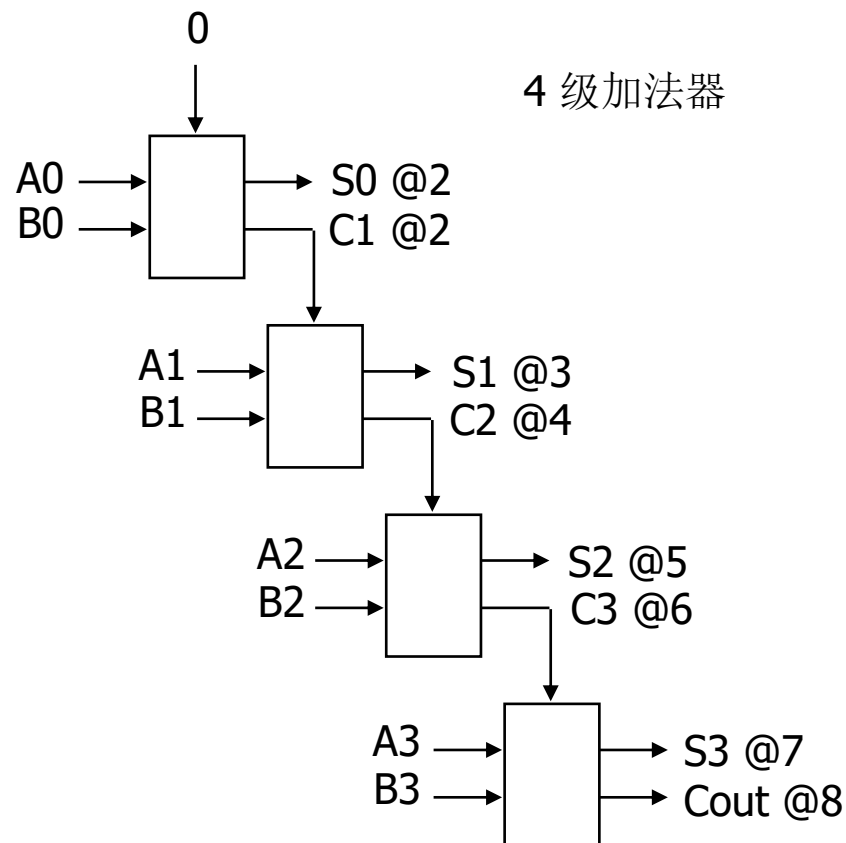 0
4 级加法器
A0
S0 @2
B0
C1 @2
A1
S1 @3
B1
C2 @4
A2
S2 @5
B2
C3 @6
A3
S3 @7
B3
Cout @8